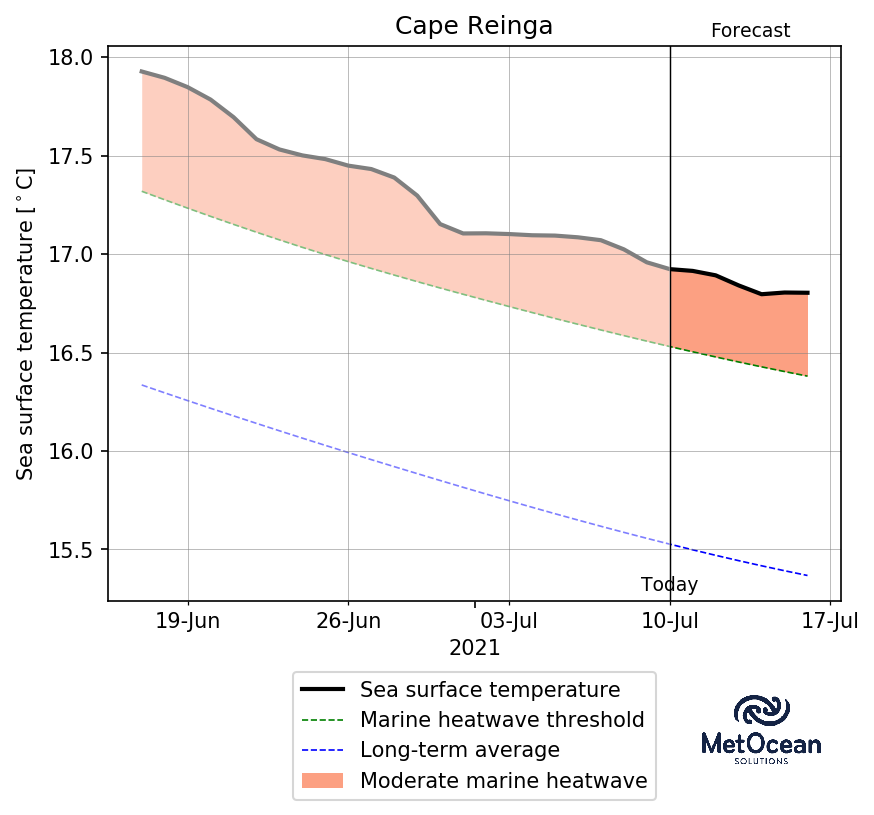 Cape Reinga
Forecast
Sea surface temperature [°C]
18.0
17.5
17.0
16.5
16.0
15.5
Today
19-Jun 26-Jun 03-Jul 10-Jul 17-Jul
2021
Sea surface temperature
Marine heatwave threshold
Long-term average
Moderate marine heatwave
MetOcean
SOLUTIONS